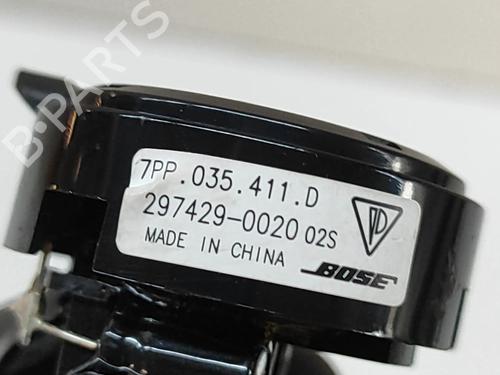 B-PARTS
7PP.035.411.D
297429-0020 02S
MADE IN CHINA
BOSE